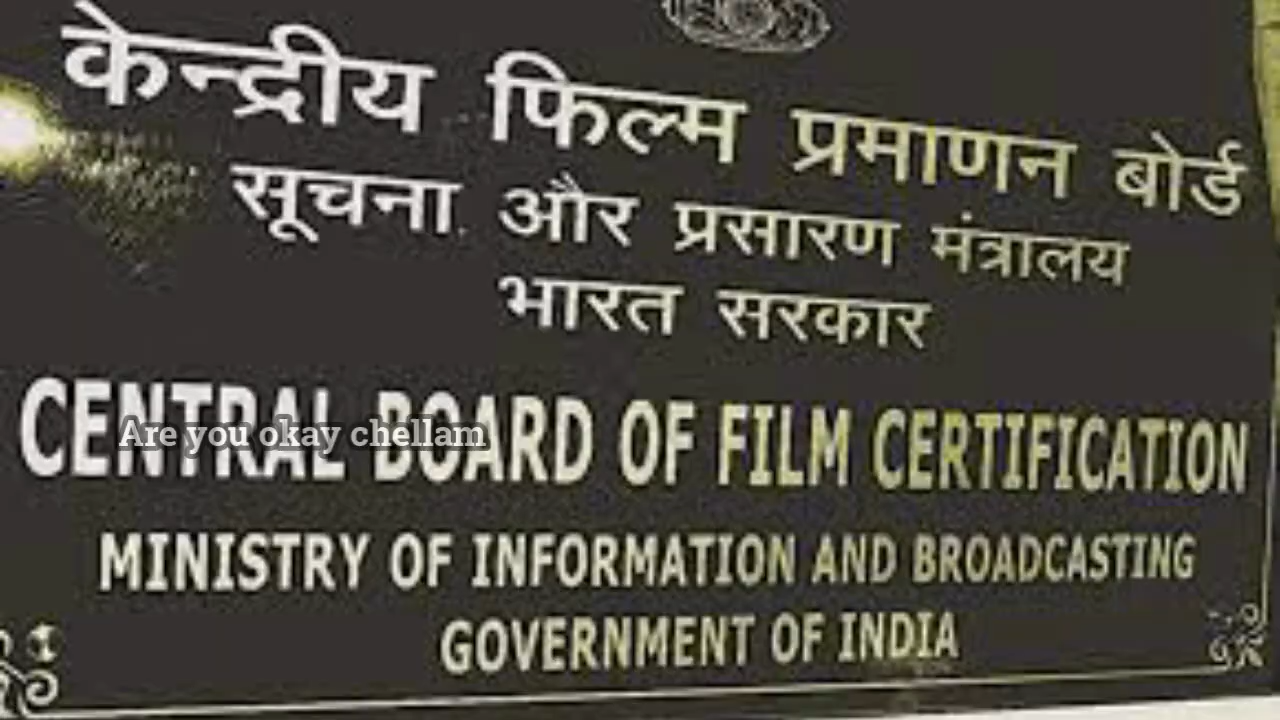 केन्द्रीय फिल्म प्रमाणन बोर्ड
सूचना और प्रसारण मंत्रालय
भारत सरकार
CENTRAL BOARD OF FILM CERTIFICATION
Are you okay chellam
MINISTRY OF INFORMATION AND BROADCASTING
GOVERNMENT OF INDIA